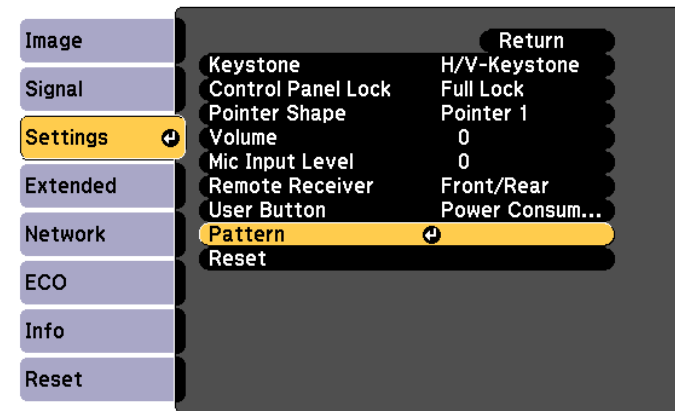 Image
Signal
Settings
Extended
Network
ECO
Info
Reset
Return
Keystone H/V-Keystone
Control Panel Lock Full Lock
Pointer Shape Pointer 1
Volume 0
Mic Input Level 0
Remote Receiver Front/Rear
User Button Power Consum...
Pattern
Reset